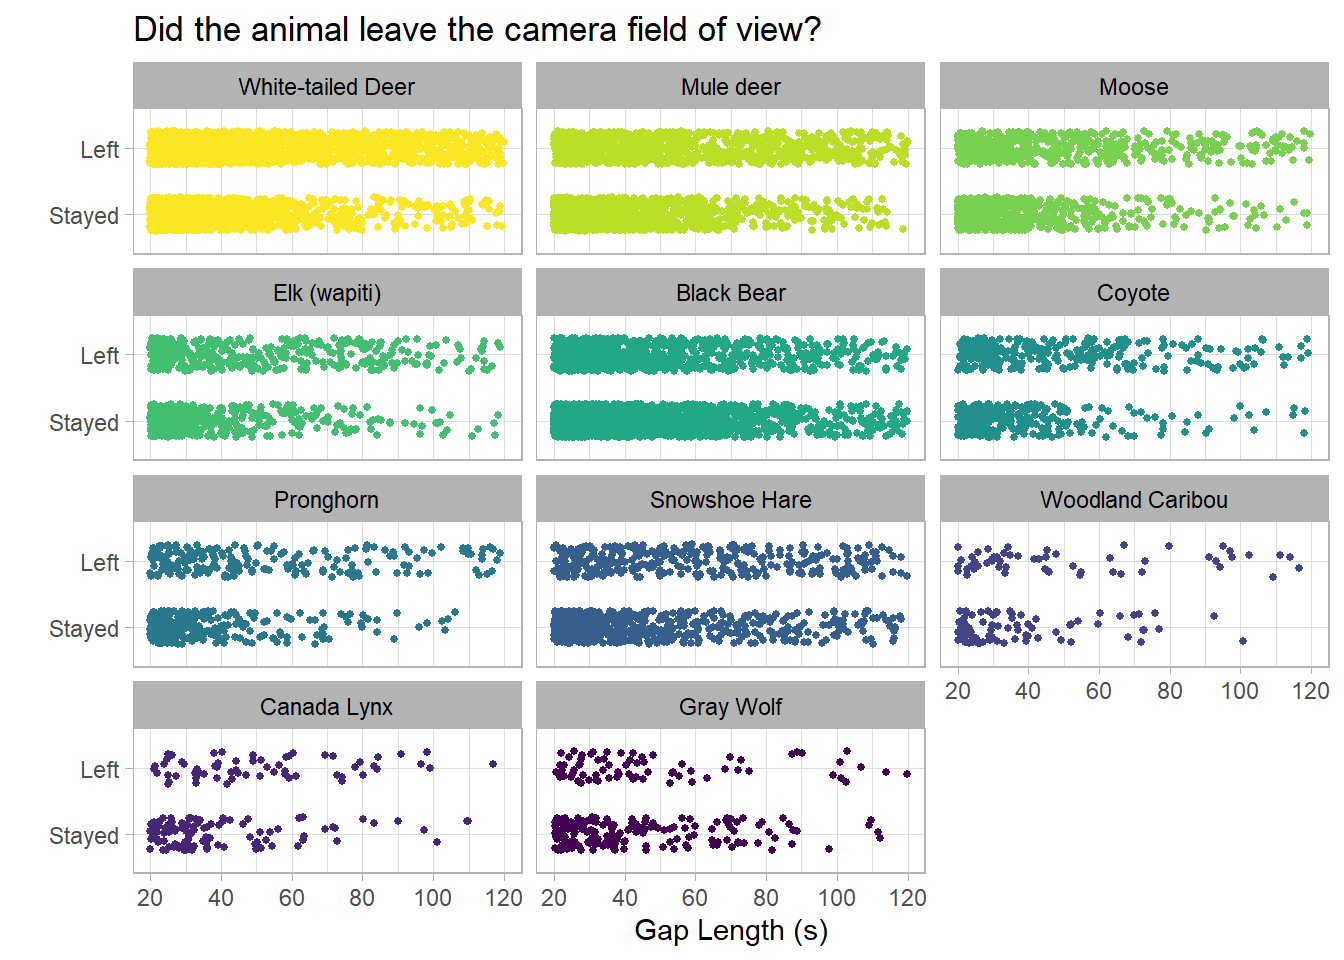 Did the animal leave the camera field of view?
White-tailed Deer
Mule deer
Moose
Left
Stayed
Elk (wapiti)
Black Bear
Coyote
Left
Stayed
Pronghorn
Snowshoe Hare
Woodland Caribou
Left
Stayed
20 40 60 80 100 120
Canada Lynx
Gray Wolf
Left
Stayed
20 40 60 80 100 120
20 40 60 80 100 120
Gap Length (s)